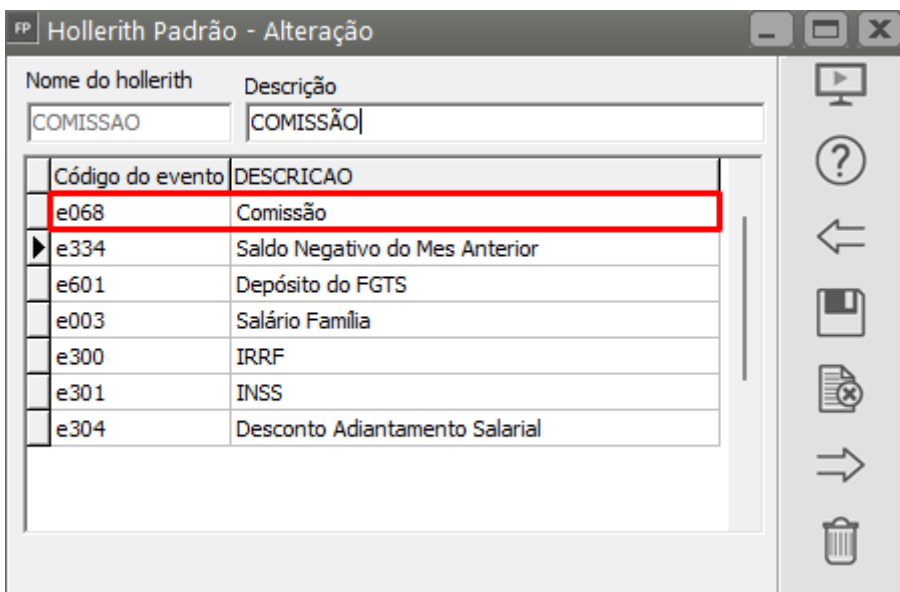 FP Hollerith Padrão - Alteração
Nome do hollerith Descrição
COMISSAO COMISSÃO
Código do evento DESCRICAO
e068 Comissão
e334 Saldo Negativo do Mes Anterior
e601 Depósito do FGTS
e003 Salário Família
e300 IRRF
e301 INSS
e304 Desconto Adiantamento Salarial